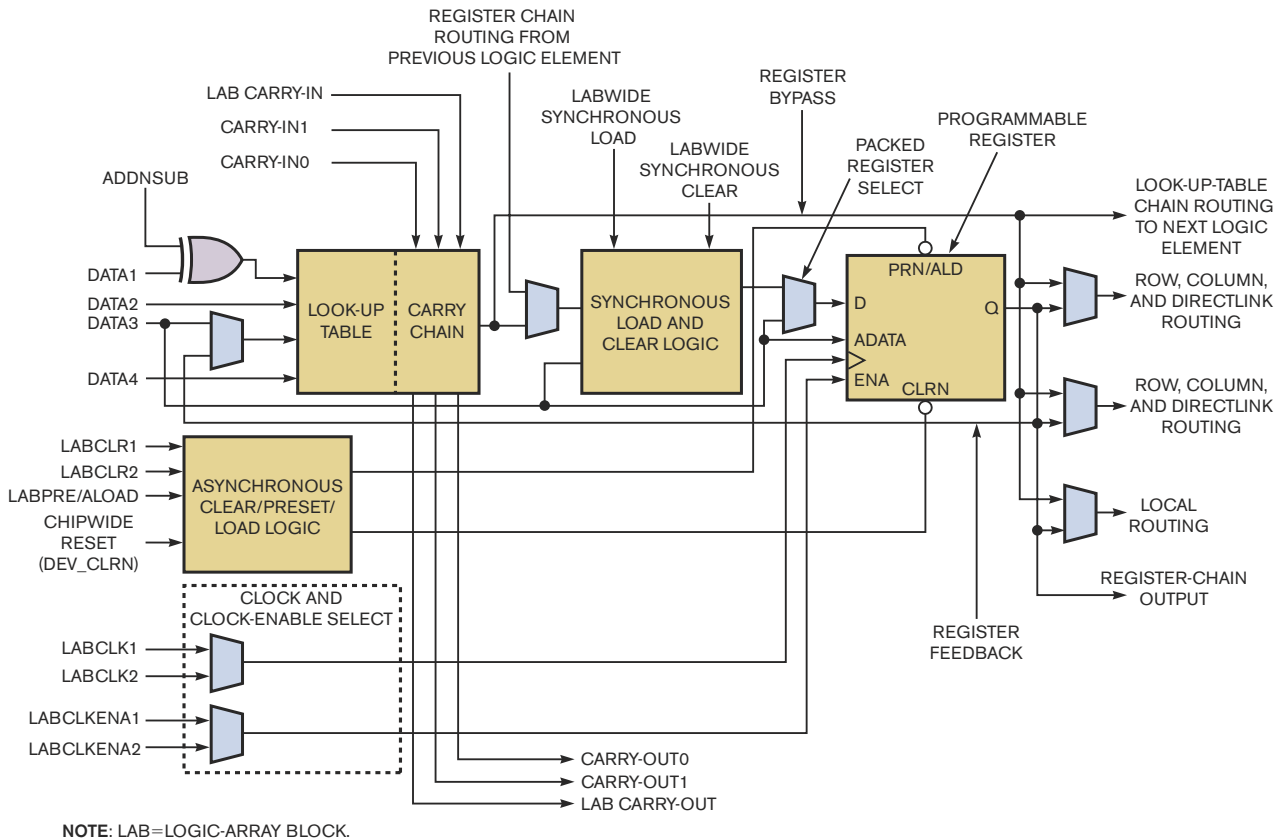 REGISTER CHAIN
ROUTING FROM
PREVIOUS LOGIC ELEMENT
LAB CARRY-IN
CARRY-IN1
CARRY-IN0
LABWIDE
SYNCHRONOUS
LOAD
LABWIDE
SYNCHRONOUS
CLEAR
REGISTER
BYPASS
PACKED
REGISTER
SELECT
PROGRAMMABLE
REGISTER
ADDNSUB
DATA1
DATA2
DATA3
DATA4
LOOK-UP
TABLE
CARRY
CHAIN
SYNCHRONOUS
LOAD AND
CLEAR LOGIC
PRN/ALD
D
Q
ADATA
ENA
CLRN
LOOK-UP-TABLE
CHAIN ROUTING
TO NEXT LOGIC
ELEMENT
ROW, COLUMN,
AND DIRECTLINK
ROUTING
ROW, COLUMN,
AND DIRECTLINK
ROUTING
LOCAL
ROUTING
REGISTER-CHAIN
OUTPUT
REGISTER
FEEDBACK
LABCLR1
LABCLR2
LABPRE/ALOAD
CHIPWIDE
RESET
(DEV_CLRN)
ASYNCHRONOUS
CLEAR/PRESET/
LOAD LOGIC
CLOCK AND
CLOCK-ENABLE SELECT
LABCLK1
LABCLK2
LABCLKENA1
LABCLKENA2
CARRY-OUT0
CARRY-OUT1
LAB CARRY-OUT
NOTE: LAB=LOGIC-ARRAY BLOCK.